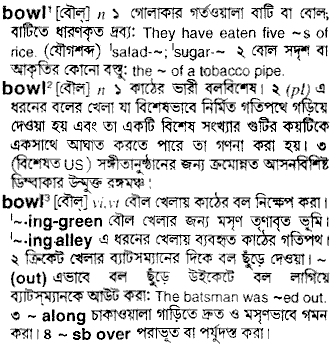 bowl¹ [বৌল্] n ১ গোলাকার গর্তওয়ালা বাটি বা বোল,
বাটিতে ধারণকৃত দ্রব্য: They have eaten five ~s of
rice. (যৌগশব্দ) 'salad-~; 'sugar-~ ২ বোল সদৃশ বা
আকৃতির কোনো বস্তু: the ~ of a tobacco pipe.
bowl² [বৌল্] n ১ কাঠের ভারী বলবিশেষ। ২ (pl) এ
ধরনের বলের খেলা যা বিশেষভাবে নির্মিত গতিপথে গড়িয়ে
দেওয়া হয় এবং তা একটি বিশেষ সংখ্যার গুটির কয়টিকে
একসাথে আঘাত করতে পারে তা গণনা করা হয়। ৩
(বিশেষত US) সঙ্গীতানুষ্ঠানের জন্য ক্রমোন্নত আসনবিশিষ্ট
ডিম্বাকার উন্মুক্ত রঙ্গমঞ্চ:
bowl³ [বৌল্] vi,vt বৌল খেলায় কাঠের বল নিক্ষেপ করা।
'~-ing-green বৌল খেলার জন্য মসৃণ তৃণাবৃত ভূমি।
'~-ing alley এ ধরনের খেলায় ব্যবহৃত কাঠের গতিপথ।
২ ক্রিকেট খেলার ব্যাটসম্যানের দিকে বল ছুঁড়ে দেওয়া। ~
(out) এভাবে বল ছুঁড়ে উইকেটে বল লাগিয়ে
ব্যাটস্‌ম্যানকে আউট করা: The batsman was ~ed out.
৩ ~ along চাকাওয়ালা গাড়িতে দ্রুত ও মসৃণভাবে গমন
করা। ৪ ~ sb over পরাভূত বা পর্যুদস্ত করা।